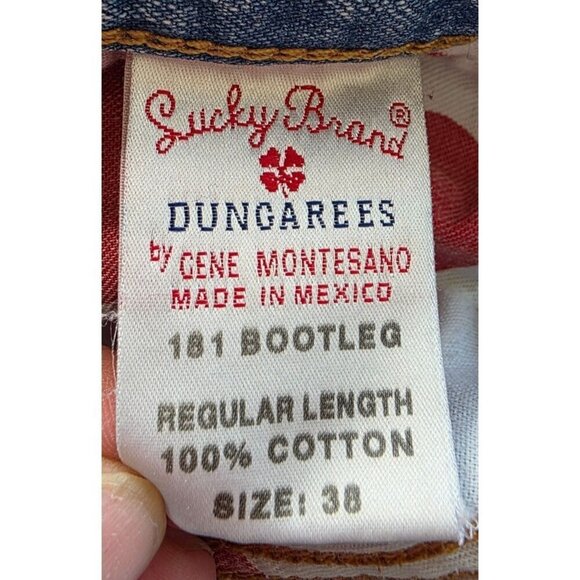 Lucky Brand®
DUNGAREES
by GENE MONTESANO
MADE IN MEXICO
181 BOOTLEG
REGULAR LENGTH
100% COTTON
SIZE: 38